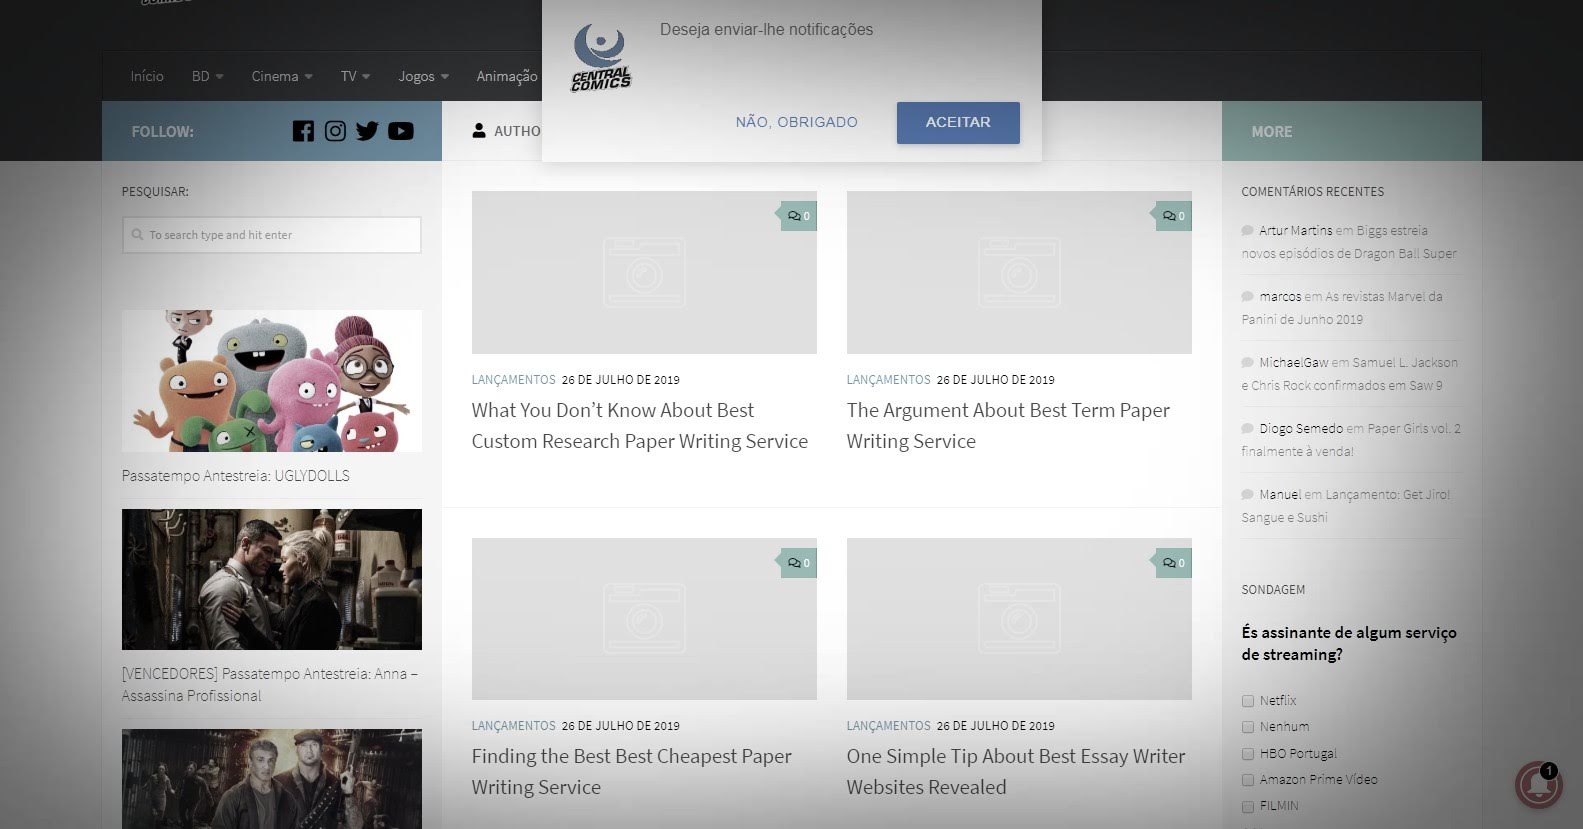 COMICS
Deseja enviar-lhe notificações
CENTRAL
COMICS
NÃO, OBRIGADO
ACEITAR
Início
BD
Cinema
TV
Jogos
Animação
FOLLOW:
AUTHO
MORE
PESQUISAR:
To search type and hit enter
Passatempo Antestreia: UGLYDOLLS
[VENCEDORES] Passatempo Antestreia: Anna –
Assassina Profissional
0
LANÇAMENTOS 26 DE JULHO DE 2019
What You Don’t Know About Best
Custom Research Paper Writing Service
0
LANÇAMENTOS 26 DE JULHO DE 2019
The Argument About Best Term Paper
Writing Service
0
LANÇAMENTOS 26 DE JULHO DE 2019
Finding the Best Best Cheapest Paper
Writing Service
0
LANÇAMENTOS 26 DE JULHO DE 2019
One Simple Tip About Best Essay Writer
Websites Revealed
COMENTÁRIOS RECENTES
Artur Martins em Biggs estreia
novos episódios de Dragon Ball Super
marcos em As revistas Marvel da
Panini de Junho 2019
MichaelGaw em Samuel L. Jackson
e Chris Rock confirmados em Saw 9
Diogo Semedo em Paper Girls vol. 2
finalmente à venda!
Manuel em Lançamento: Get Jiro!
Sangue e Sushi
SONDAGEM
És assinante de algum serviço
de streaming?
Netflix
Nenhum
HBO Portugal
Amazon Prime Vídeo
FILMIN
1